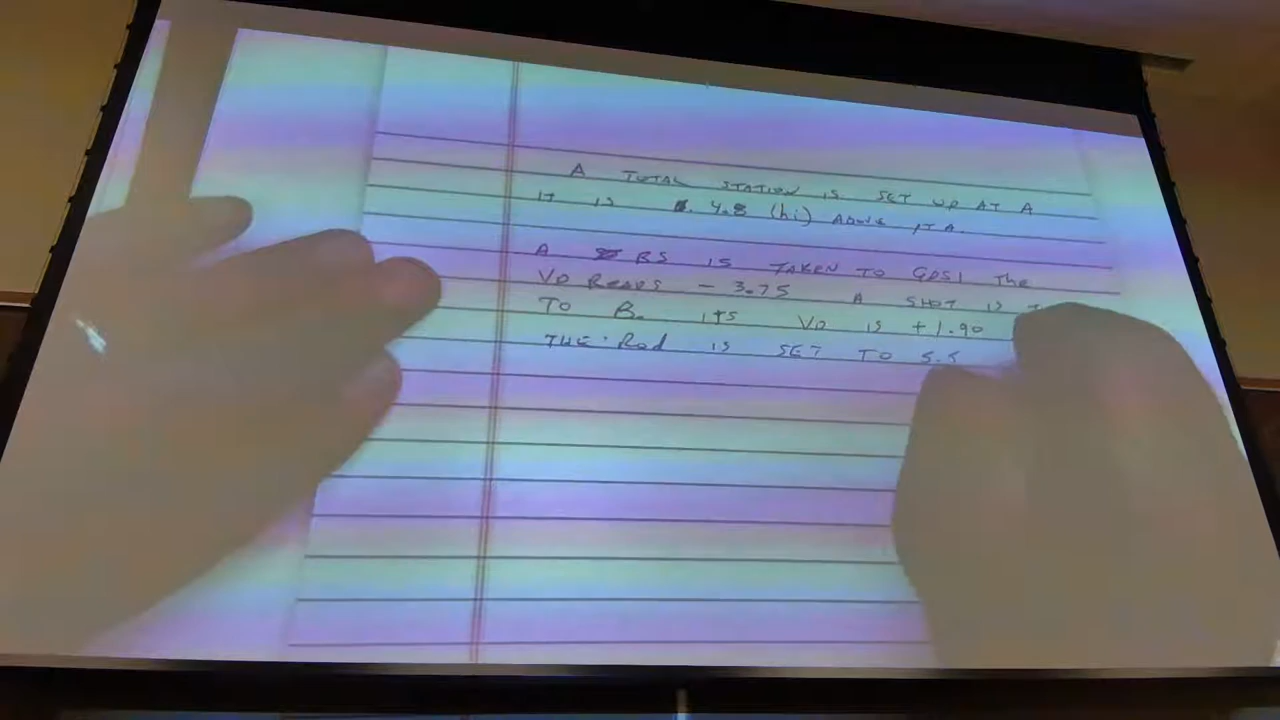 A TOTAL STATION IS SET UP AT A
IT IS 4.8 (hi) ABOVE PT A.
A BS IS TAKEN TO GPS1 The
VD READS - 3.75 A SHOT IS
TO B. ITS VD IS +1.90
THE Rod IS SET TO 5.5